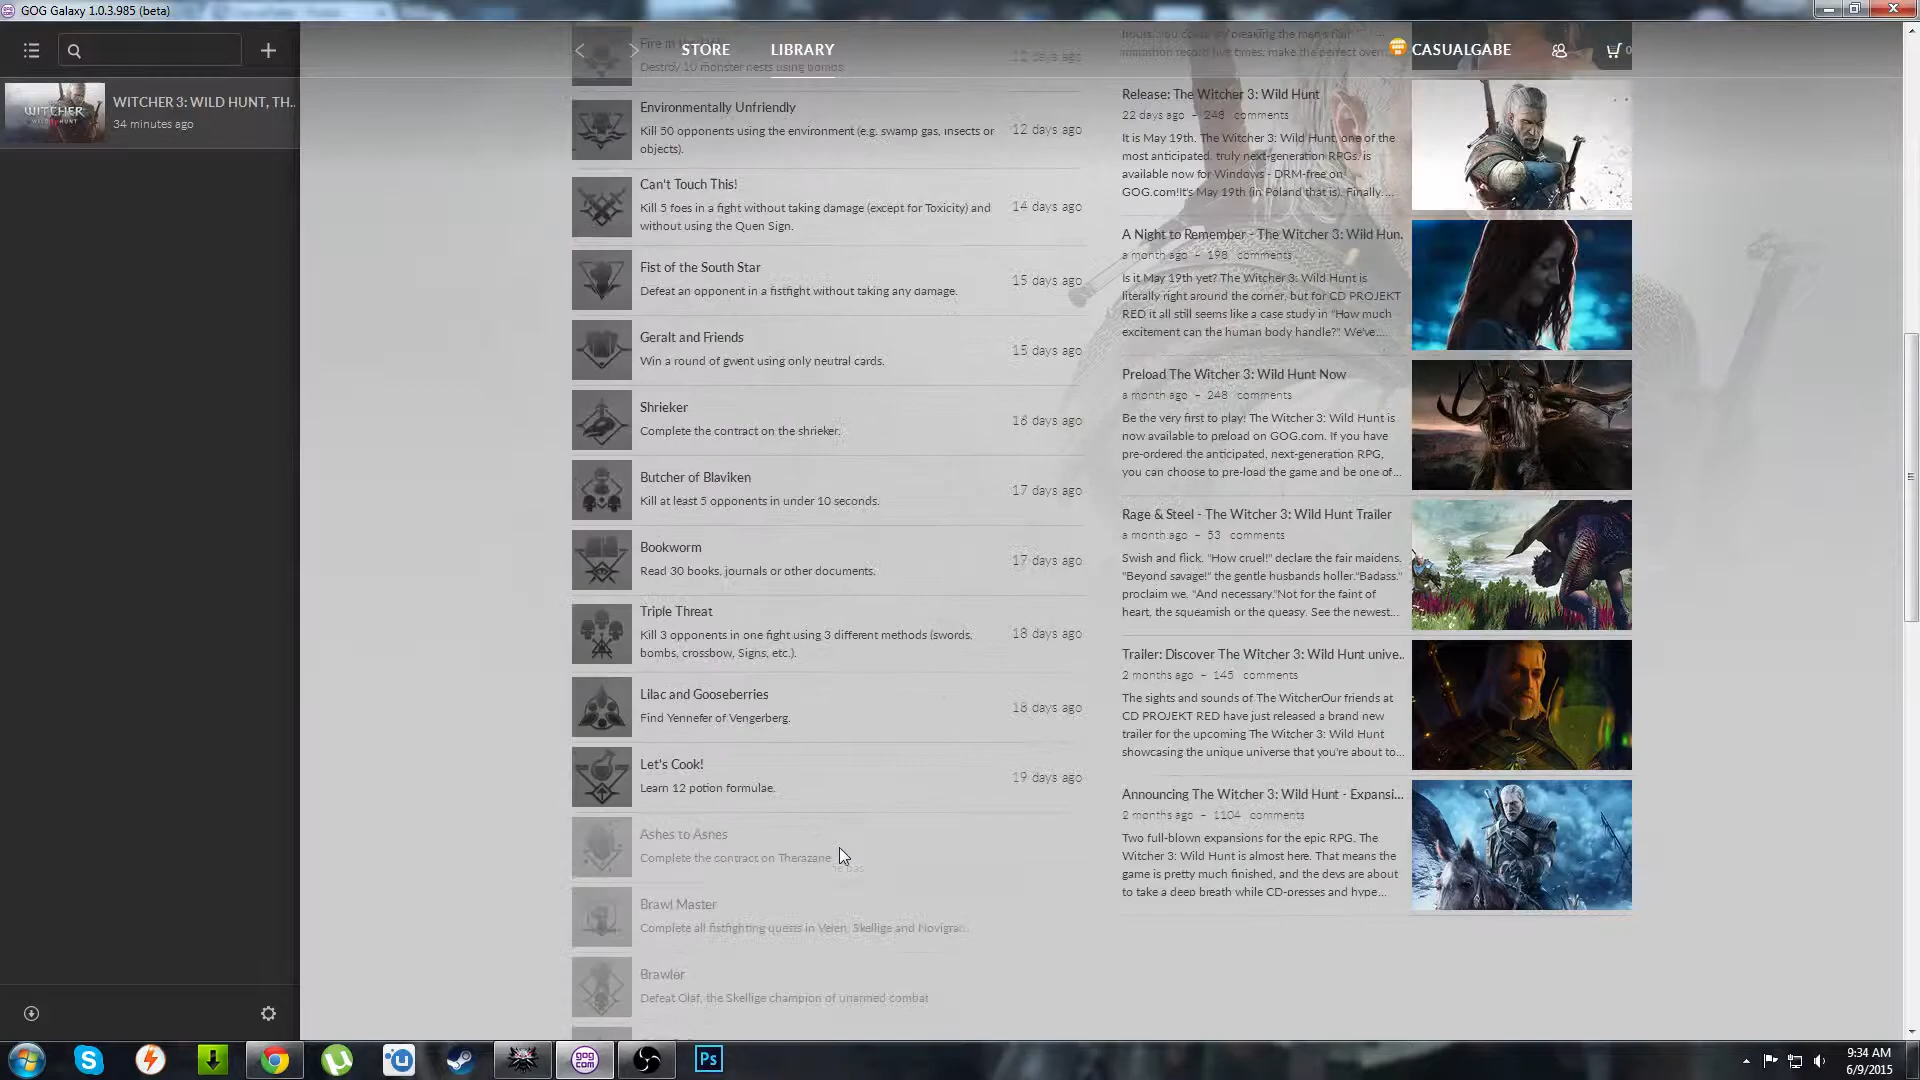 GOG Galaxy 1.0.3.985 (beta)
STORE
LIBRARY
CASUALGABE
0
WITCHER 3: WILD HUNT, TH..
34 minutes ago
WITCHER
WILD HUNT
Destroy 10 monster nests using bombs
12 days ago
Environmentally Unfriendly
Kill 50 opponents using the environment (e.g. swamp gas, insects or
objects).
12 days ago
Can't Touch This!
Kill 5 foes in a fight without taking damage (except for Toxicity) and
without using the Quen Sign.
14 days ago
Fist of the South Star
Defeat an opponent in a fistfight without taking any damage.
15 days ago
Geralt and Friends
Win a round of gwent using only neutral cards.
15 days ago
Shrieker
Complete the contract on the shrieker.
Butcher of Blaviken
Kill at least 5 opponents in under 10 seconds.
17 days ago
Bookworm
Read 30 books, journals or other documents.
17 days ago
Triple Threat
Kill 3 opponents in one fight using 3 different methods (swords,
bombs, crossbow, Signs, etc.).
18 days ago
Lilac and Gooseberries
Find Yennefer of Vengerberg.
18 days ago
Let's Cook!
Learn 12 potion formulae.
19 days ago
Ashes to Ashes
Complete the contract on Therazane
Brawl Master
Complete all fistfighting quests in Velen, Skellige and Novigra..
Brawler
Defeat Olaf, the Skellige champion of unarmed combat
animation record five times, make the perfect over..
Release: The Witcher 3: Wild Hunt
22 days ago - 248 comments
It is May 19th. The Witcher 3: Wild Hunt, one of the
most anticipated, truly next-generation RPGs, is
available now for Windows - DRM-free on
GOG.com!It's May 19th (in Poland that is). Finally....
A Night to Remember - The Witcher 3: Wild Hun..
a month ago - 198 comments
Is it May 19th yet? The Witcher 3: Wild Hunt is
literally right around the corner, but for CD PROJEKT
RED it all still seems like a case study in "How much
excitement can the human body handle?". We've....
Preload The Witcher 3: Wild Hunt Now
a month ago - 248 comments
Be the very first to play! The Witcher 3: Wild Hunt is
now available to preload on GOG.com. If you have
pre-ordered the anticipated, next-generation RPG,
you can choose to pre-load the game and be one of...
Rage & Steel - The Witcher 3: Wild Hunt Trailer
a month ago - 53 comments
Swish and flick. "How cruel!" declare the fair maidens.
"Beyond savage!" the gentle husbands holler."Badass."
proclaim we. "And necessary."Not for the faint of
heart, the squeamish or the queasy. See the newest...
Trailer: Discover The Witcher 3: Wild Hunt unive..
2 months ago - 145 comments
The sights and sounds of The WitcherOur friends at
CD PROJEKT RED have just released a brand new
trailer for the upcoming The Witcher 3: Wild Hunt
showcasing the unique universe that you're about to...
Announcing The Witcher 3: Wild Hunt - Expansi...
2 months ago - 1104 comments
Two full-blown expansions for the epic RPG. The
Witcher 3: Wild Hunt is almost here. That means the
game is pretty much finished, and the devs are about
to take a deep breath while CD-presses and hype...
gog
com
Ps
9:34 AM
6/9/2015